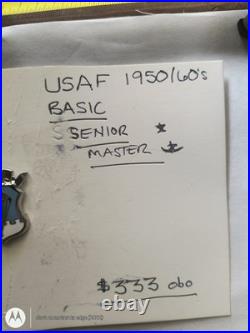 USAF 1950/60's
BASIC
SENIOR
MASTER
$333 obo